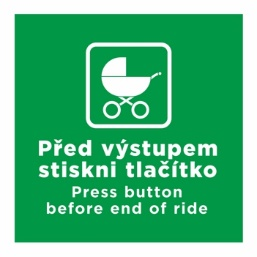 Před výstupem
stiskni tlačítko
Press button
before end of ride